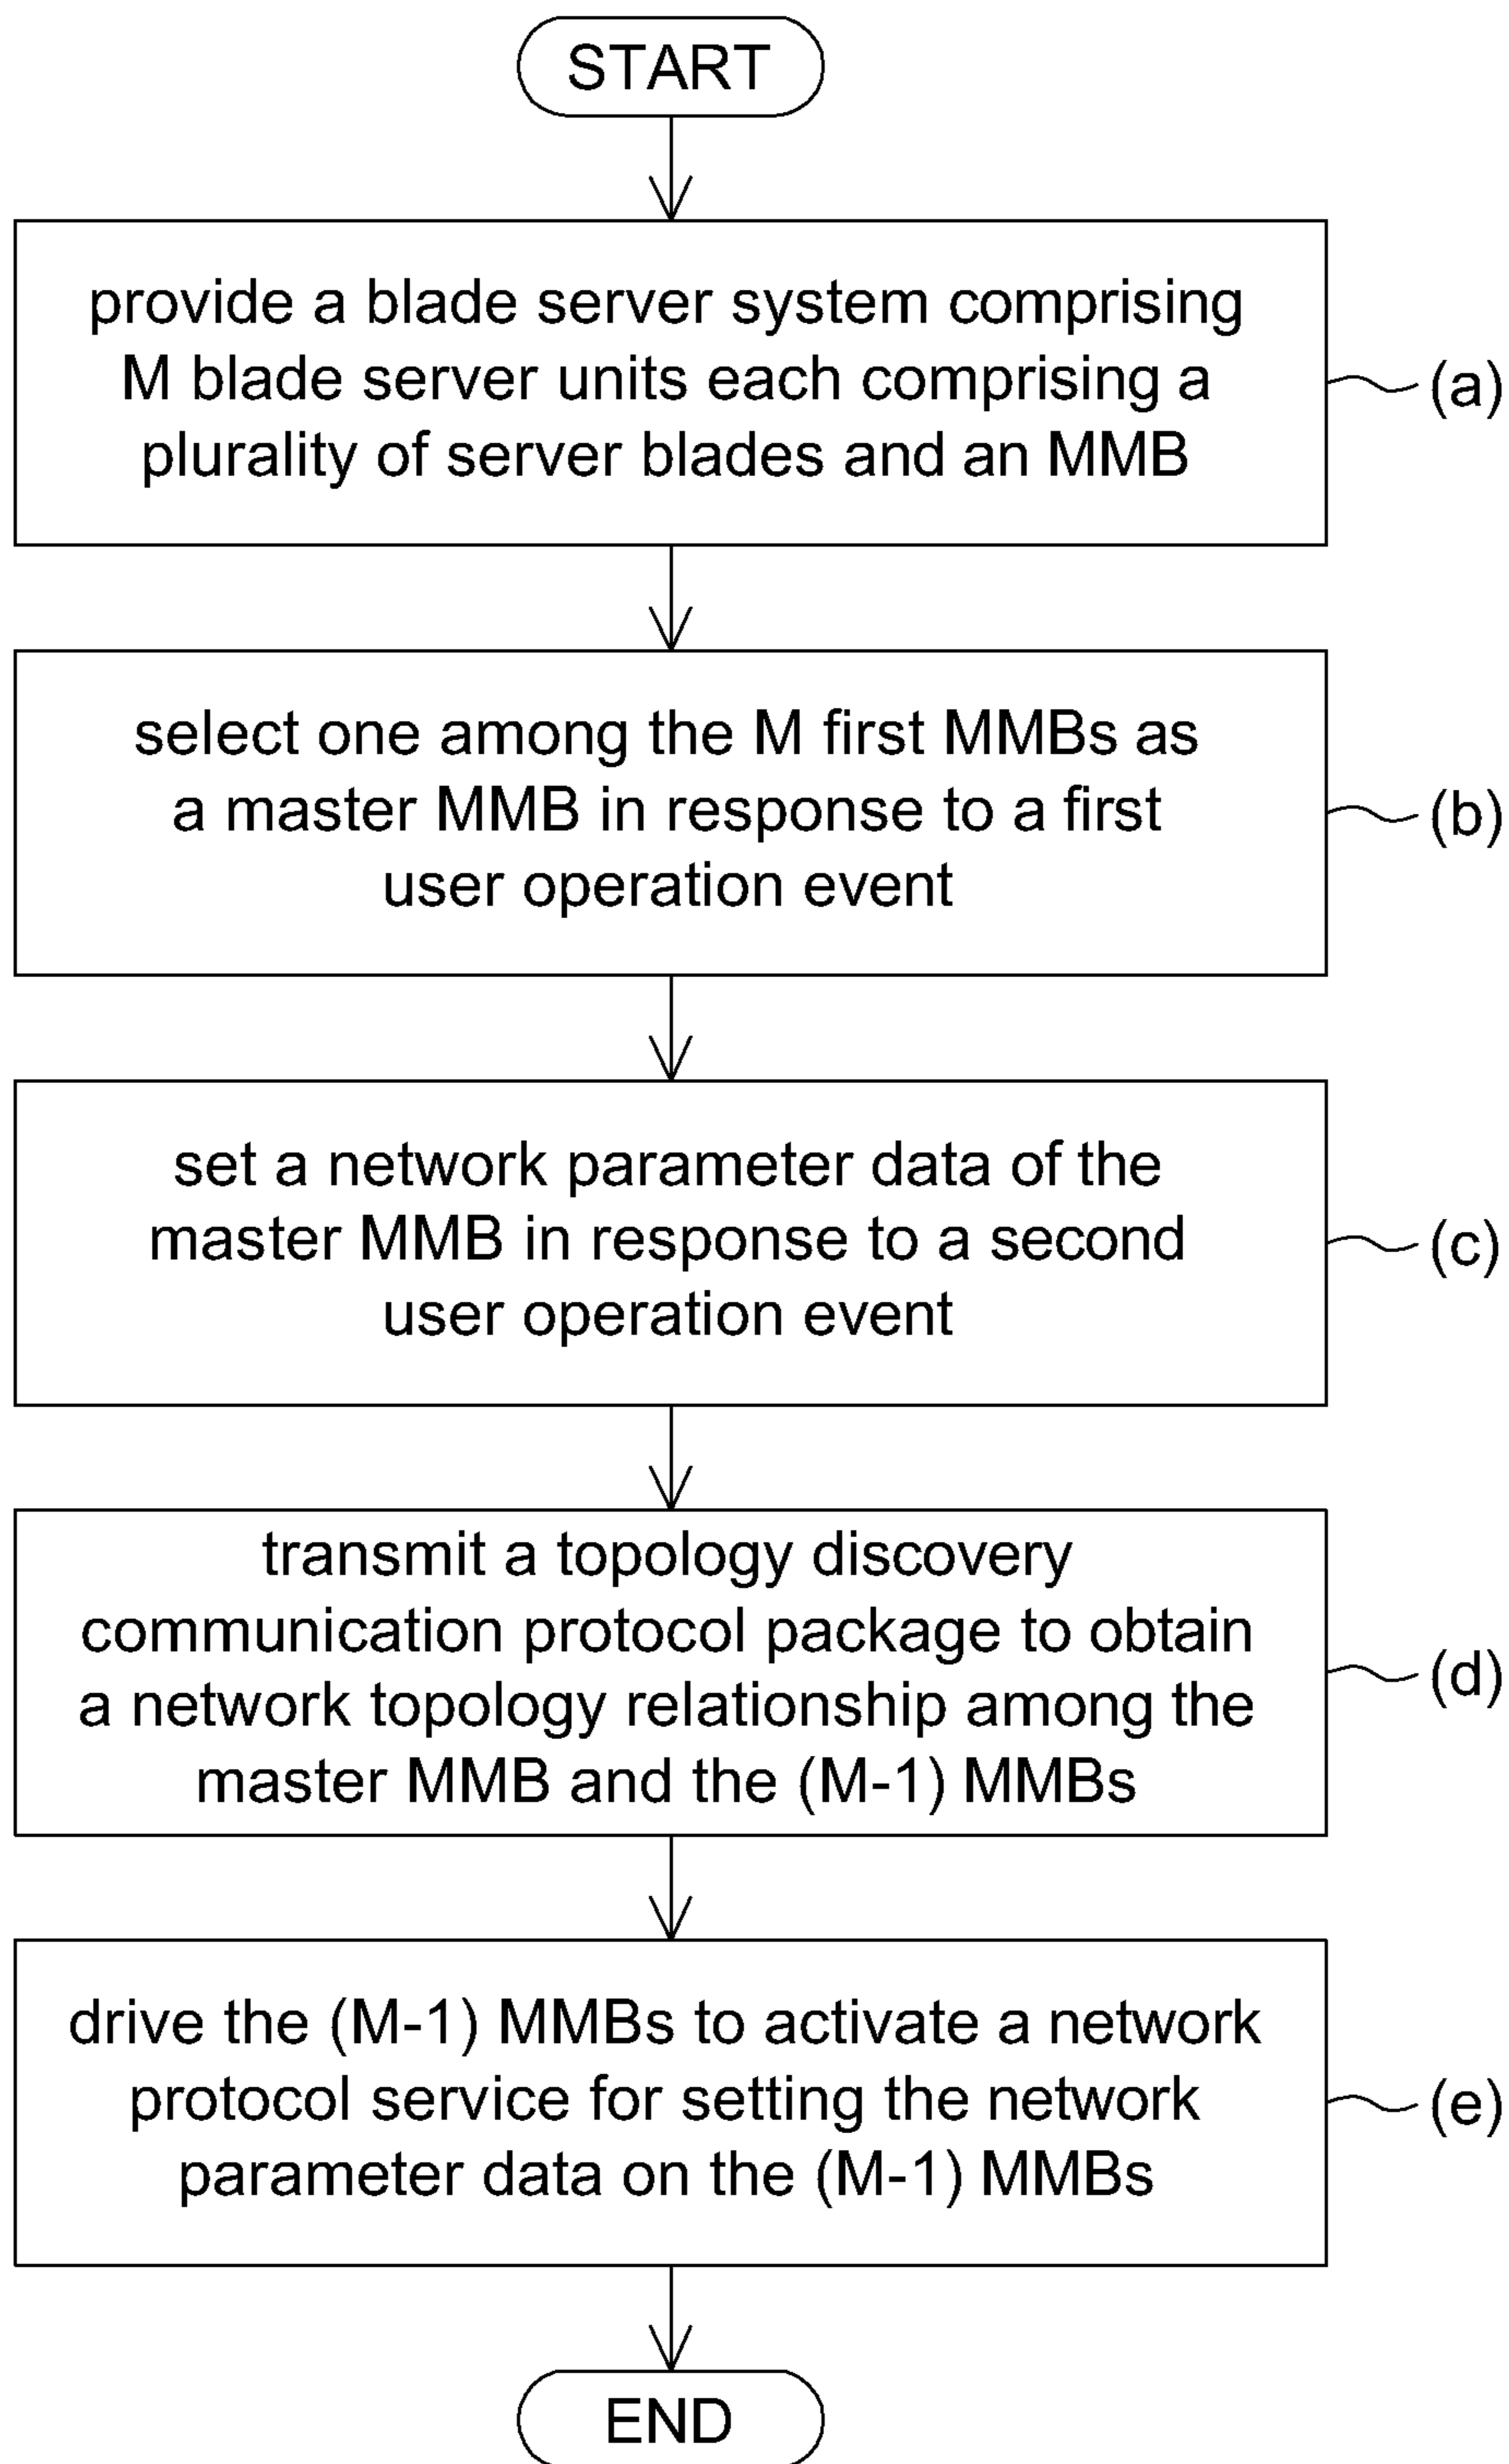 START
provide a blade server system comprising
M blade server units each comprising a
plurality of server blades and an MMB
(a)
select one among the M first MMBs as
a master MMB in response to a first
user operation event
(b)
set a network parameter data of the
master MMB in response to a second
user operation event
(c)
transmit a topology discovery
communication protocol package to obtain
a network topology relationship among the
master MMB and the (M-1) MMBs
(d)
drive the (M-1) MMBs to activate a network
protocol service for setting the network
parameter data on the (M-1) MMBs
(e)
END